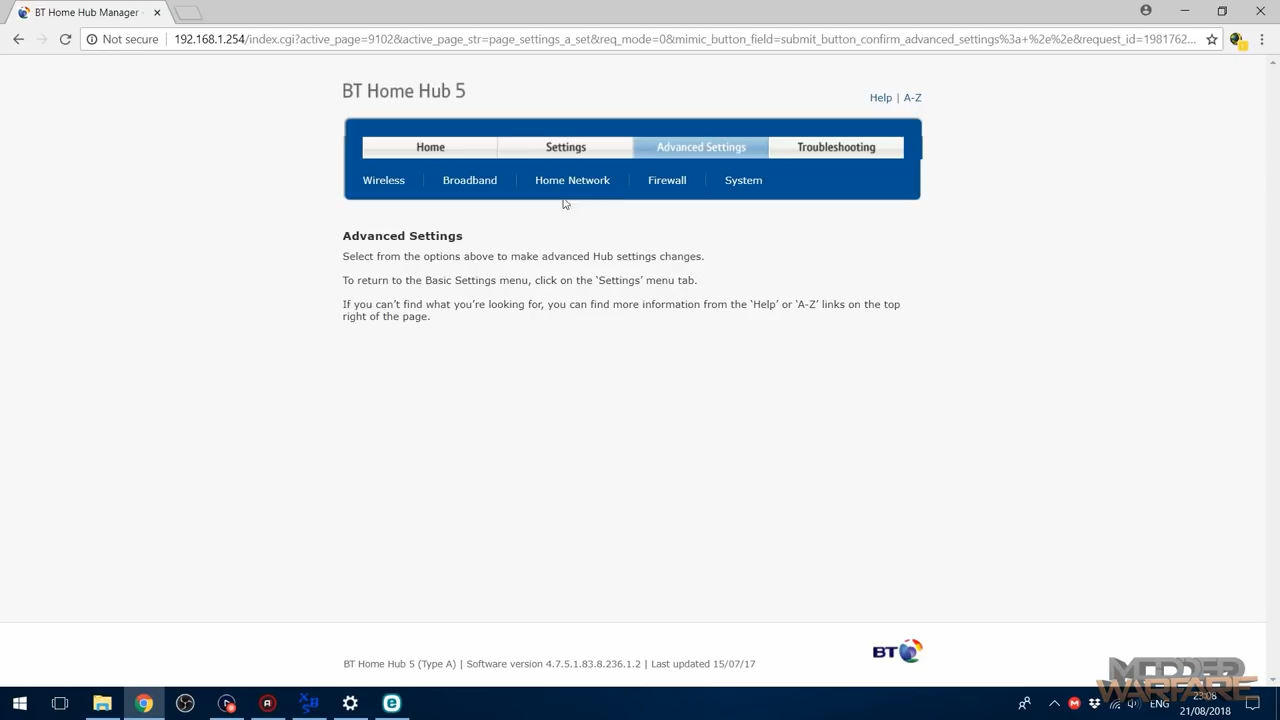 BT Home Hub Manager -
Not secure
192.168.1.254/index.cgi?active_page=9102&active_page_str=page_settings_a_set&req_mode=0&mimic_button_field=submit_button_confirm_advanced_settings%3a+%2e%2e&request_id=1981762...
BT Home Hub 5
Help | A-Z
Home
Settings
Advanced Settings
Troubleshooting
Wireless
Broadband
Home Network
Firewall
System
Advanced Settings
Select from the options above to make advanced Hub settings changes.
To return to the Basic Settings menu, click on the ‘Settings’ menu tab.
If you can’t find what you’re looking for, you can find more information from the ‘Help’ or ‘A-Z’ links on the top
right of the page.
BT Home Hub 5 (Type A) | Software version 4.7.5.1.83.8.236.1.2 | Last updated 15/07/17
BT
MODDED
WARFARE
ENG
23:08
21/08/2018